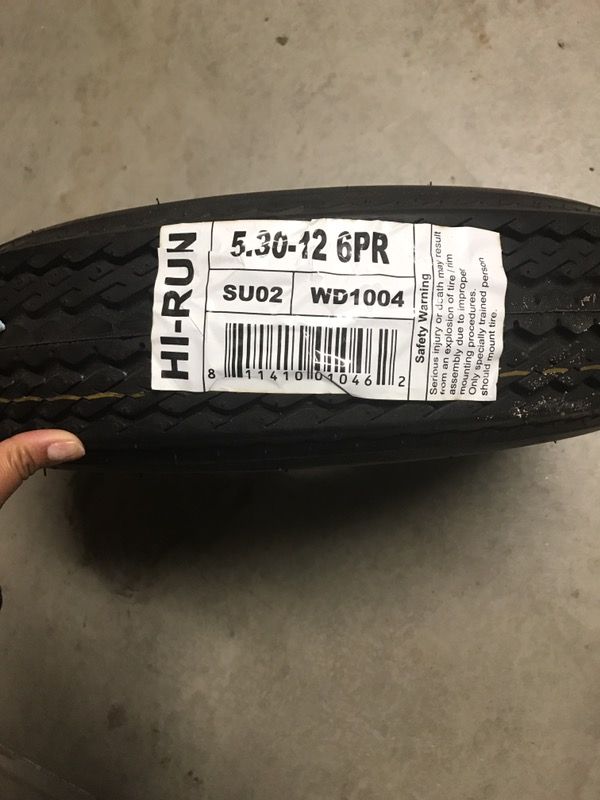 HI-RUN
5.30-12 6PR
SU02 WD1004
8 11410 01046 2
Safety Warning
Serious injury or death may result
from an explosion of tire / rim
assembly due to improper
mounting procedures.
Only specially trained person
should mount tire.